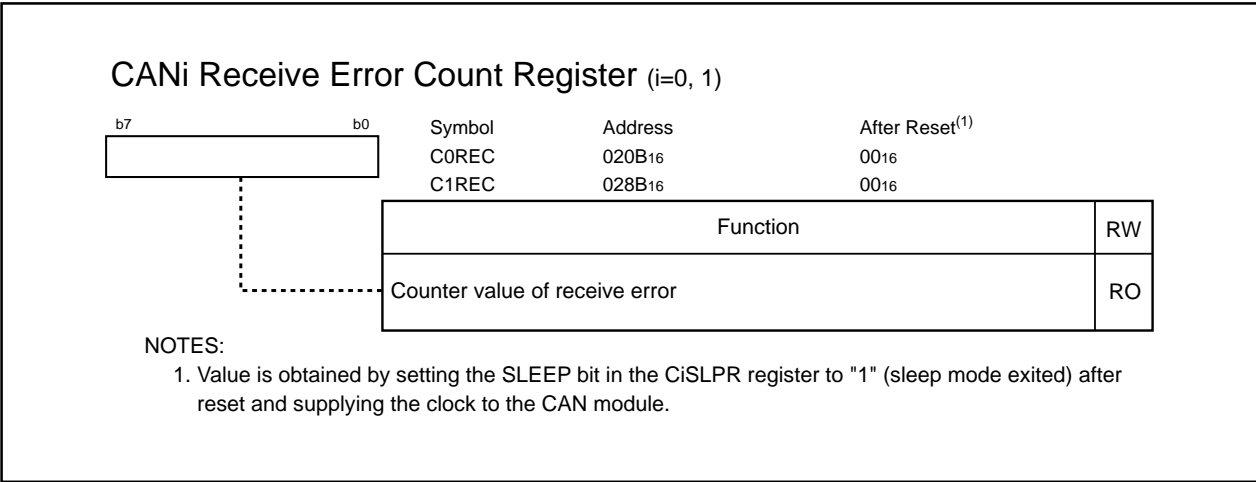 CANi Receive Error Count Register (i=0, 1)
b7 b0 Symbol Address After Reset(1)
C0REC 020B16 0016
C1REC 028B16 0016
Function RW
Counter value of receive error RO
NOTES:
1. Value is obtained by setting the SLEEP bit in the CiSLPR register to "1" (sleep mode exited) after
reset and supplying the clock to the CAN module.